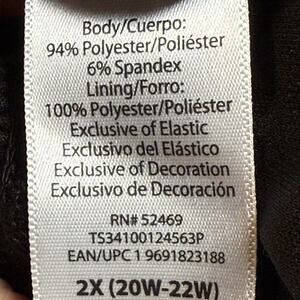 Body/Cuerpo:
94% Polyester/Poliéster
6% Spandex
Lining/Forro:
100% Polyester/Poliéster
Exclusive of Elastic
Exclusivo del Elástico
Exclusive of Decoration
Exclusivo de Decoración
RN# 52469
TS34100124563P
EAN/UPC 1 9691823188
2X (20W-22W)